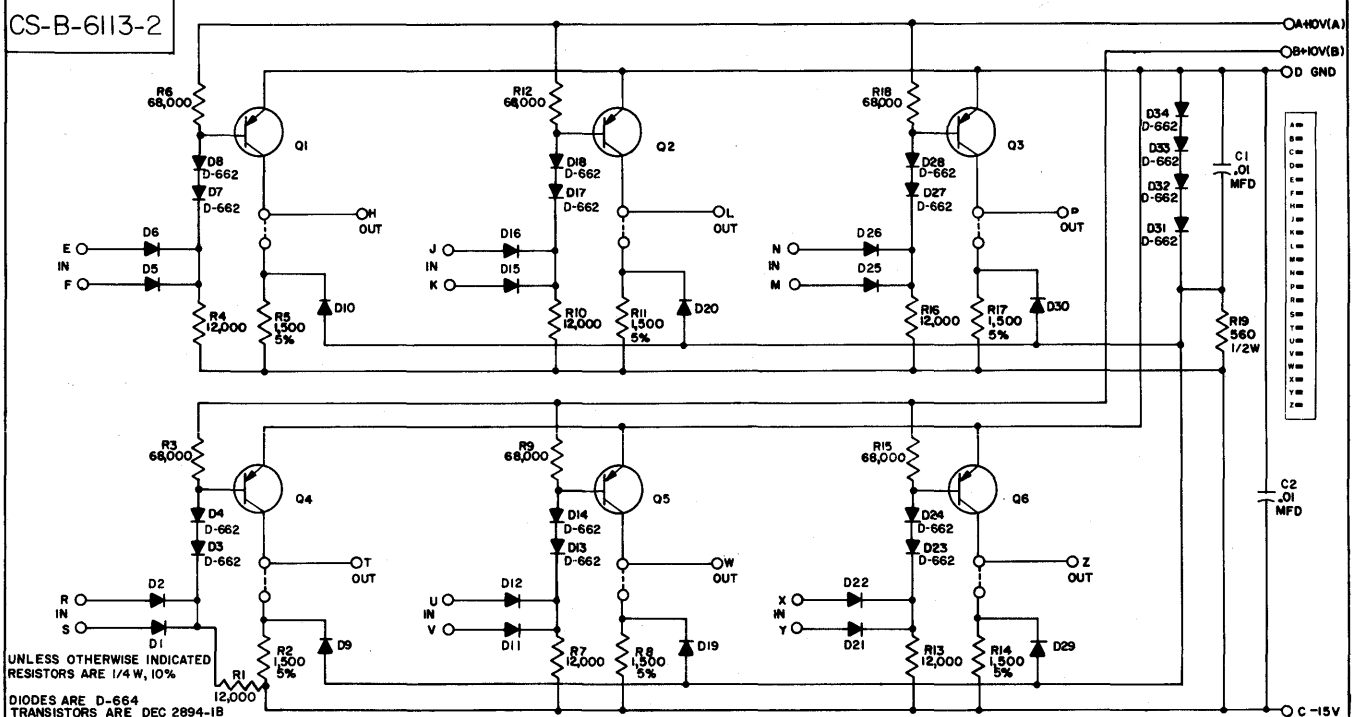 CS-B-6113-2
A+10V(A)
B+10V(B)
D GND
R6
68,000
Q1
D8
D-662
D7
D-662
D6
E
IN
D5
F
H
OUT
R4
12,000
R5
1,500
5%
D10
R12
68,000
Q2
D18
D-662
D17
D-662
D16
J
IN
D15
K
L
OUT
R10
12,000
R11
1,500
5%
D20
R18
68,000
Q3
D28
D-662
D27
D-662
D26
N
IN
D25
M
P
OUT
R16
12,000
R17
1,500
5%
D30
D34
D-662
D33
D-662
D32
D-662
D31
D-662
C1
.01
MFD
R19
560
1/2W
A
B
C
D
E
F
H
J
K
L
M
N
P
R
S
T
U
V
W
X
Y
Z
R3
68,000
Q4
D4
D-662
D3
D-662
D2
R
IN
S
D1
T
OUT
R2
1,500
5%
D9
R1
12,000
R9
68,000
Q5
D14
D-662
D13
D-662
D12
U
IN
V
D11
W
OUT
R7
12,000
R8
1,500
5%
D19
R15
68,000
Q6
D24
D-662
D23
D-662
D22
X
IN
Y
D21
Z
OUT
R13
12,000
R14
1,500
5%
D29
C2
.01
MFD
C -15V
UNLESS OTHERWISE INDICATED
RESISTORS ARE 1/4 W, 10%
DIODES ARE D-664
TRANSISTORS ARE DEC 2894-1B